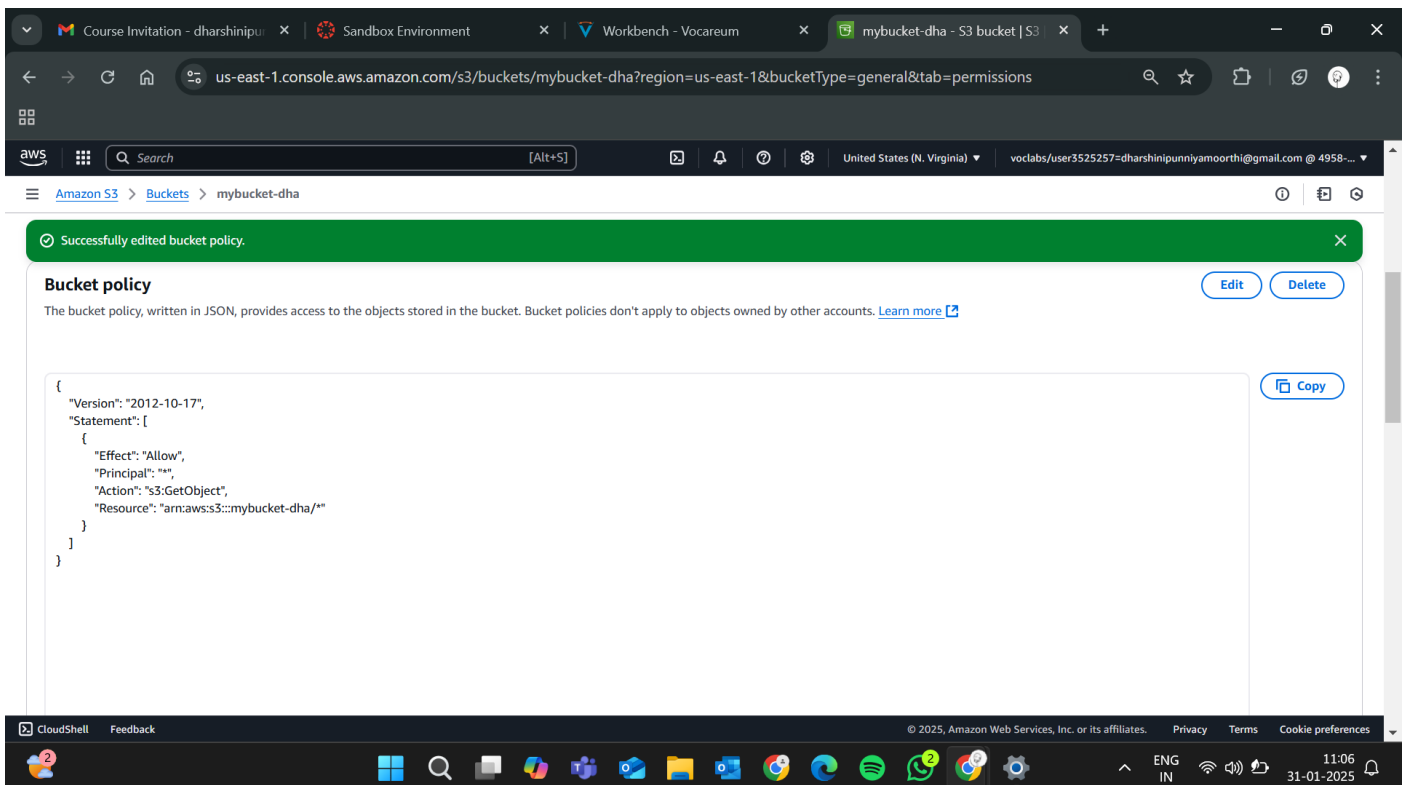 Course Invitation - dharshinipu
Sandbox Environment
Workbench - Vocareum
mybucket-dha - S3 bucket | S3
us-east-1.console.aws.amazon.com/s3/buckets/mybucket-dha?region=us-east-1&bucketType=general&tab=permissions
aws
Search
[Alt+S]
United States (N. Virginia) ▼
voclabs/user3525257=dharshinipunniyamoorthi@gmail.com @ 4958-... ▼
Amazon S3 > Buckets > mybucket-dha
Successfully edited bucket policy.
Bucket policy
Edit
Delete
The bucket policy, written in JSON, provides access to the objects stored in the bucket. Bucket policies don't apply to objects owned by other accounts. Learn more
Copy
{
"Version": "2012-10-17",
"Statement": [
{
"Effect": "Allow",
"Principal": "*",
"Action": "s3:GetObject",
"Resource": "arn:aws:s3:::mybucket-dha/*"
}
]
}
CloudShell Feedback
© 2025, Amazon Web Services, Inc. or its affiliates. Privacy Terms Cookie preferences
2
2
ENG
IN
11:06
31-01-2025